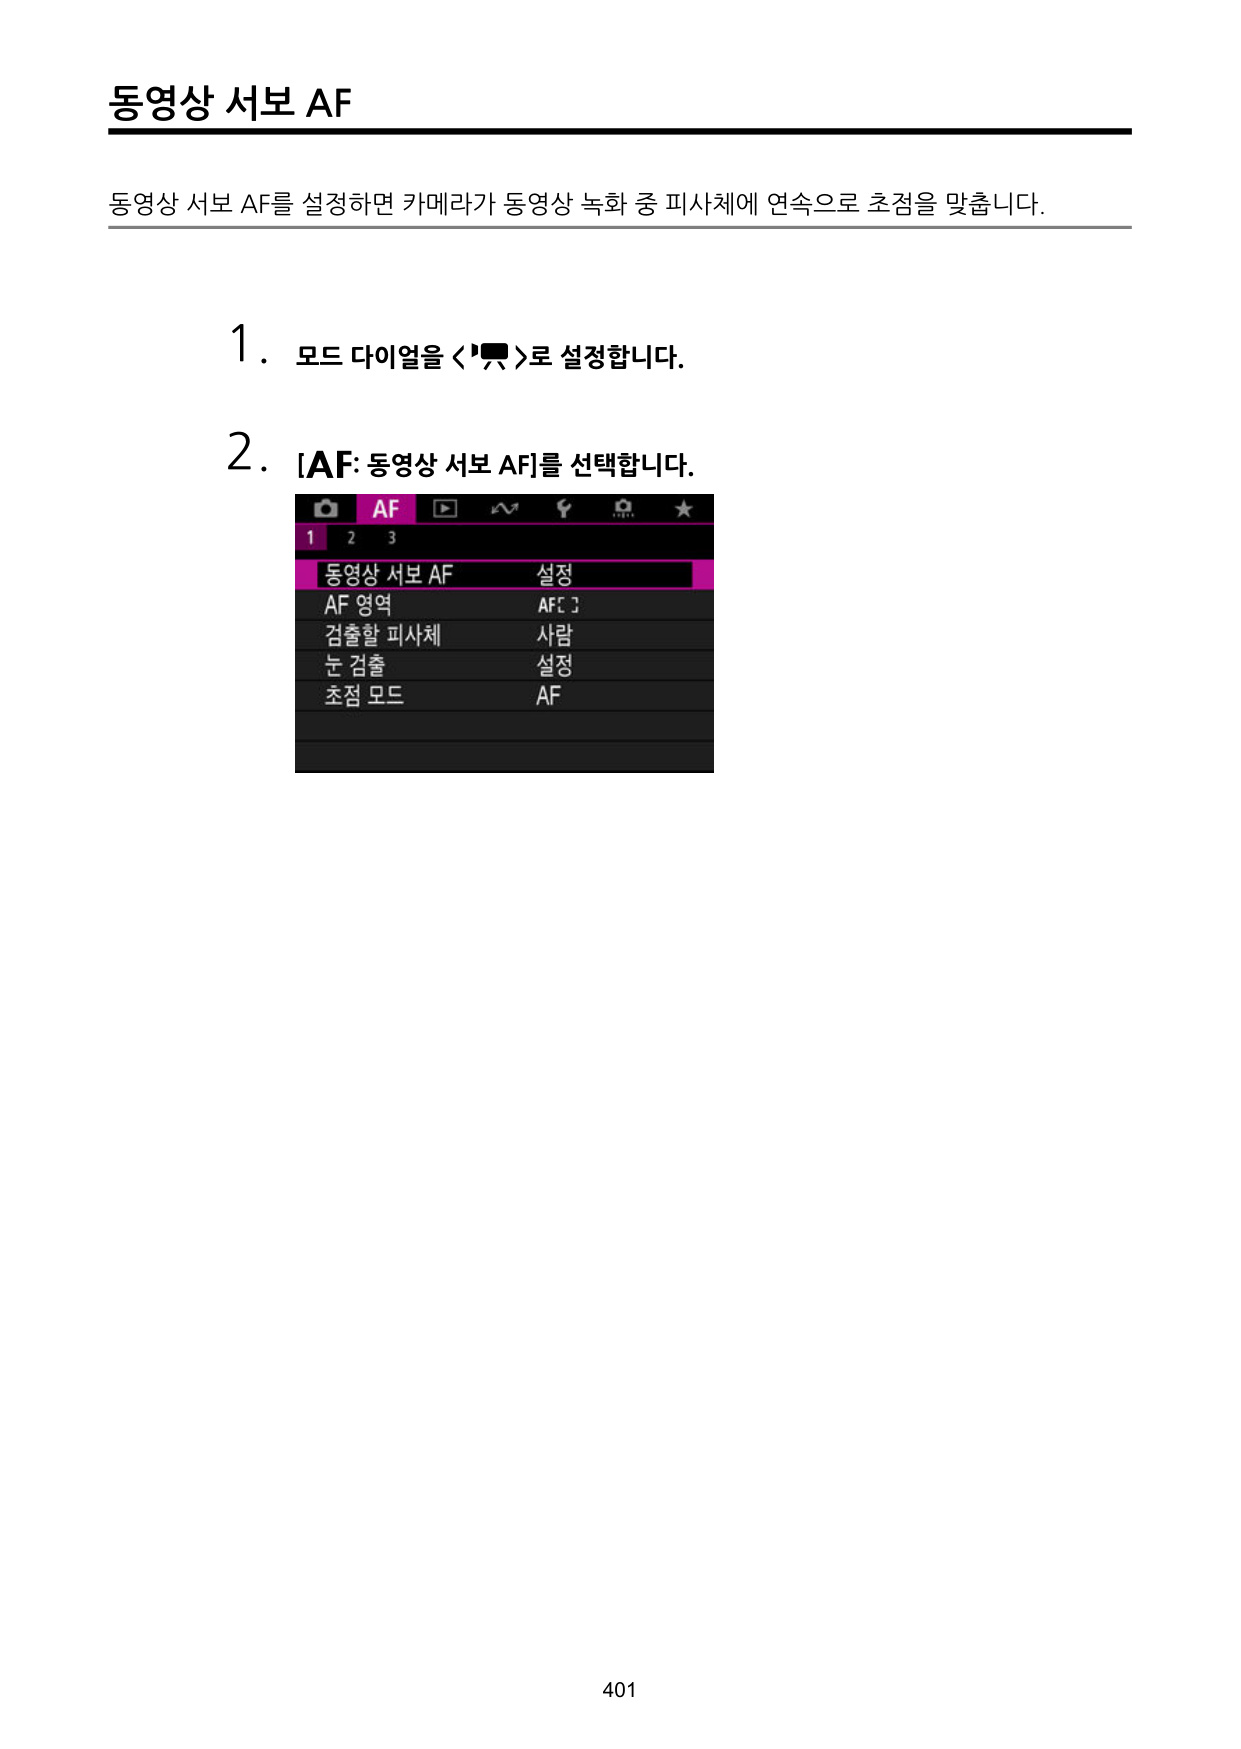 동영상 서보 AF
동영상 서보 AF를 설정하면 카메라가 동영상 녹화 중 피사체에 연속으로 초점을 맞춥니다.
1. 모드 다이얼을 < >로 설정합니다.
2. [AF: 동영상 서보 AF]를 선택합니다.
AF
1 2 3
동영상 서보 AF 설정
AF 영역 AF[ ]
검출할 피사체 사람
눈 검출 설정
초점 모드 AF
401